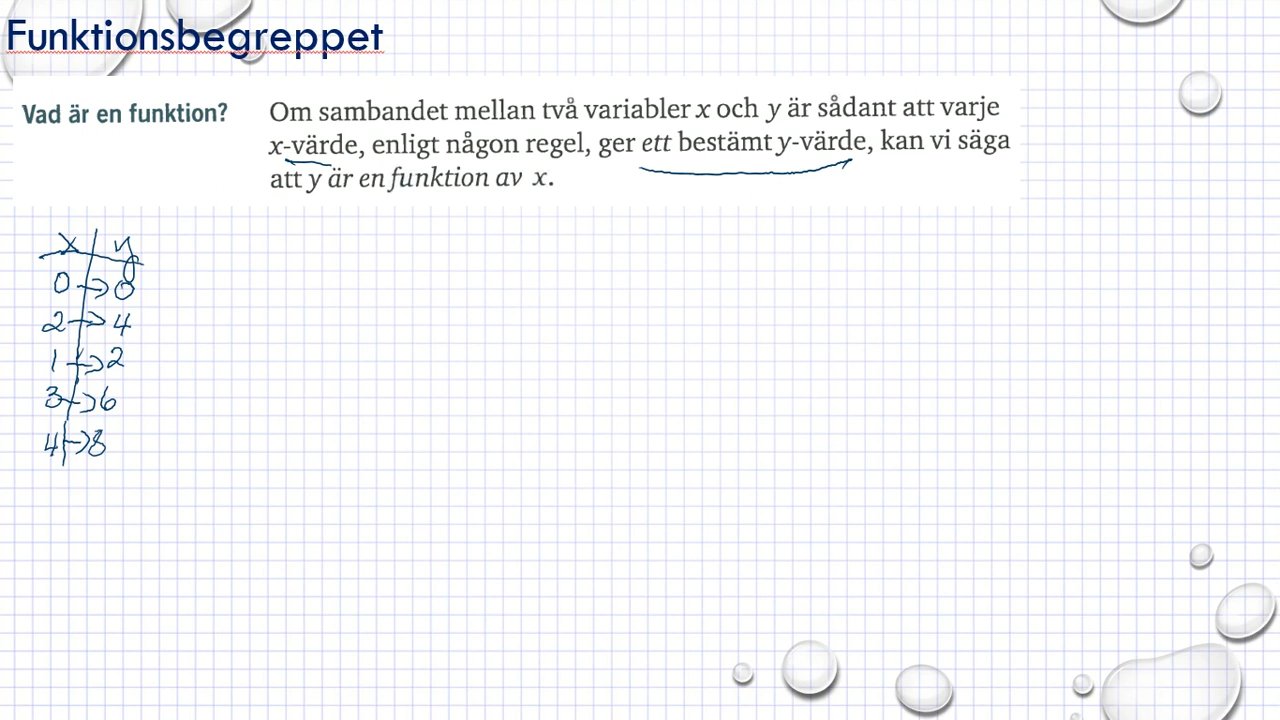 Funktionsbegreppet
Vad är en funktion?
Om sambandet mellan två variabler x och y är sådant att varje
x-värde, enligt någon regel, ger ett bestämt y-värde, kan vi säga
att y är en funktion av x.
x | y
0 → 0
2 → 4
1 → 2
3 → 6
4 → 8